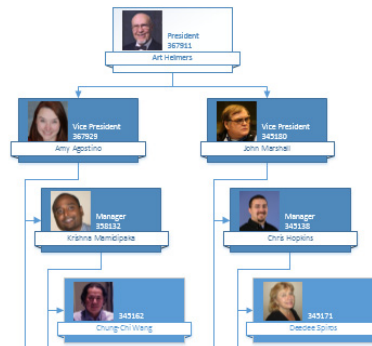 President
367911
Art Helmers
Vice President
367929
Amy Agostino
Vice President
345180
John Marshall
Manager
358132
Krishna Mamidipaka
Manager
345138
Chris Hopkins
345162
Chung-Chi Wang
345171
Deedee Spiros